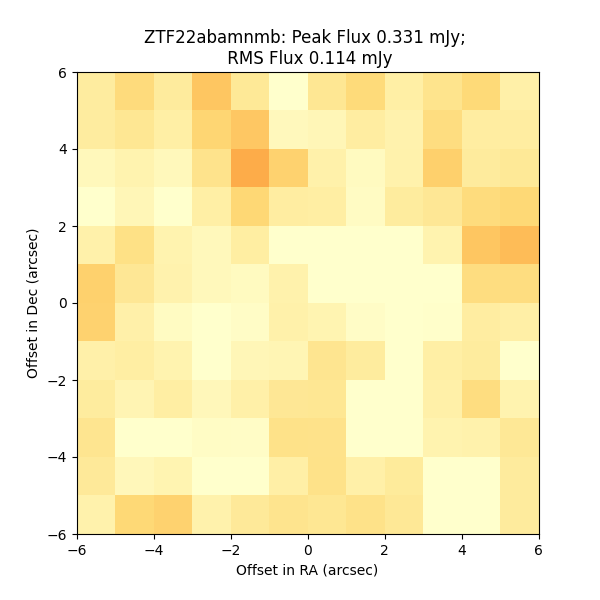 ZTF22abamnmb: Peak Flux 0.331 mJy;
RMS Flux 0.114 mJy
6
4
2
0
−2
−4
−6
Offset in Dec (arcsec)
−6 −4 −2 0 2 4 6
Offset in RA (arcsec)